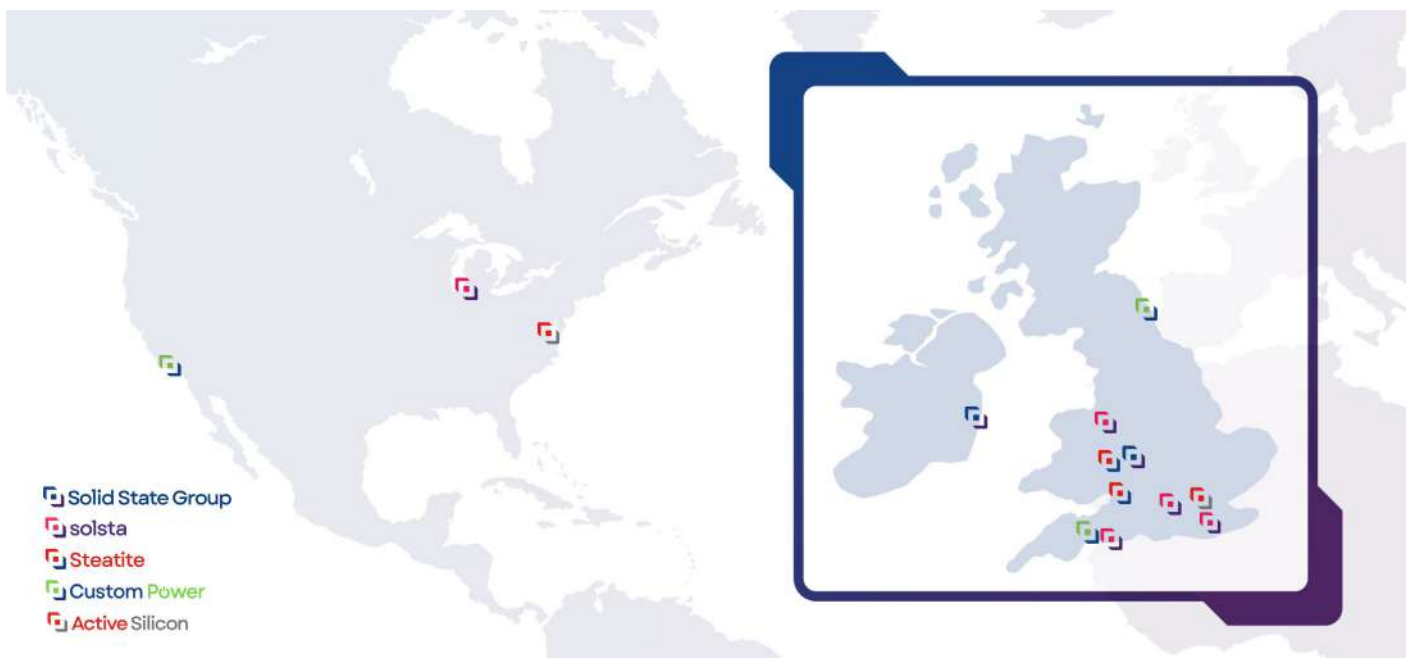 Solid State Group
solsta
Steatite
Custom Power
Active Silicon